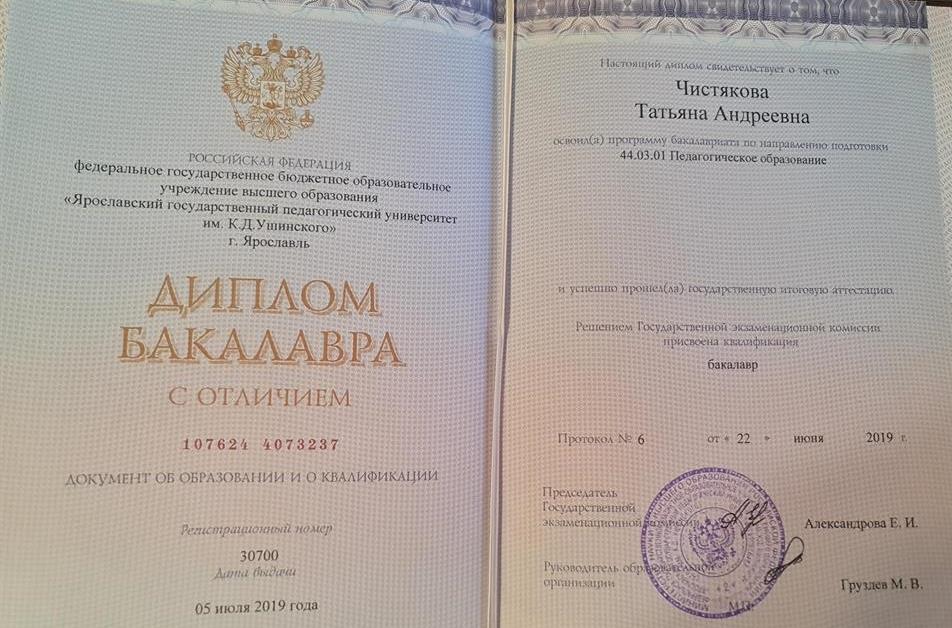 РОССИЙСКАЯ ФЕДЕРАЦИЯ
федеральное государственное бюджетное образовательное
учреждение высшего образования
«Ярославский государственный педагогический университет
им. К.Д.Ушинского»
г. Ярославль
ДИПЛОМ
БАКАЛАВРА
С ОТЛИЧИЕМ
107624 4073237
ДОКУМЕНТ ОБ ОБРАЗОВАНИИ И О КВАЛИФИКАЦИИ
Регистрационный номер
30700
Дата выдачи
05 июля 2019 года
Настоящий диплом свидетельствует о том, что
Чистякова
Татьяна Андреевна
освоил(а) программу бакалавриата по направлению подготовки
44.03.01 Педагогическое образование
и успешно прошел(ла) государственную итоговую аттестацию.
Решением Государственной экзаменационной комиссии
присвоена квалификация
бакалавр
Протокол № 6 от « 22 » июня 2019 г.
Председатель
Государственной
экзаменационной комиссии
Александрова Е. И.
Руководитель образовательной
организации
Груздев М. В.
М.П.